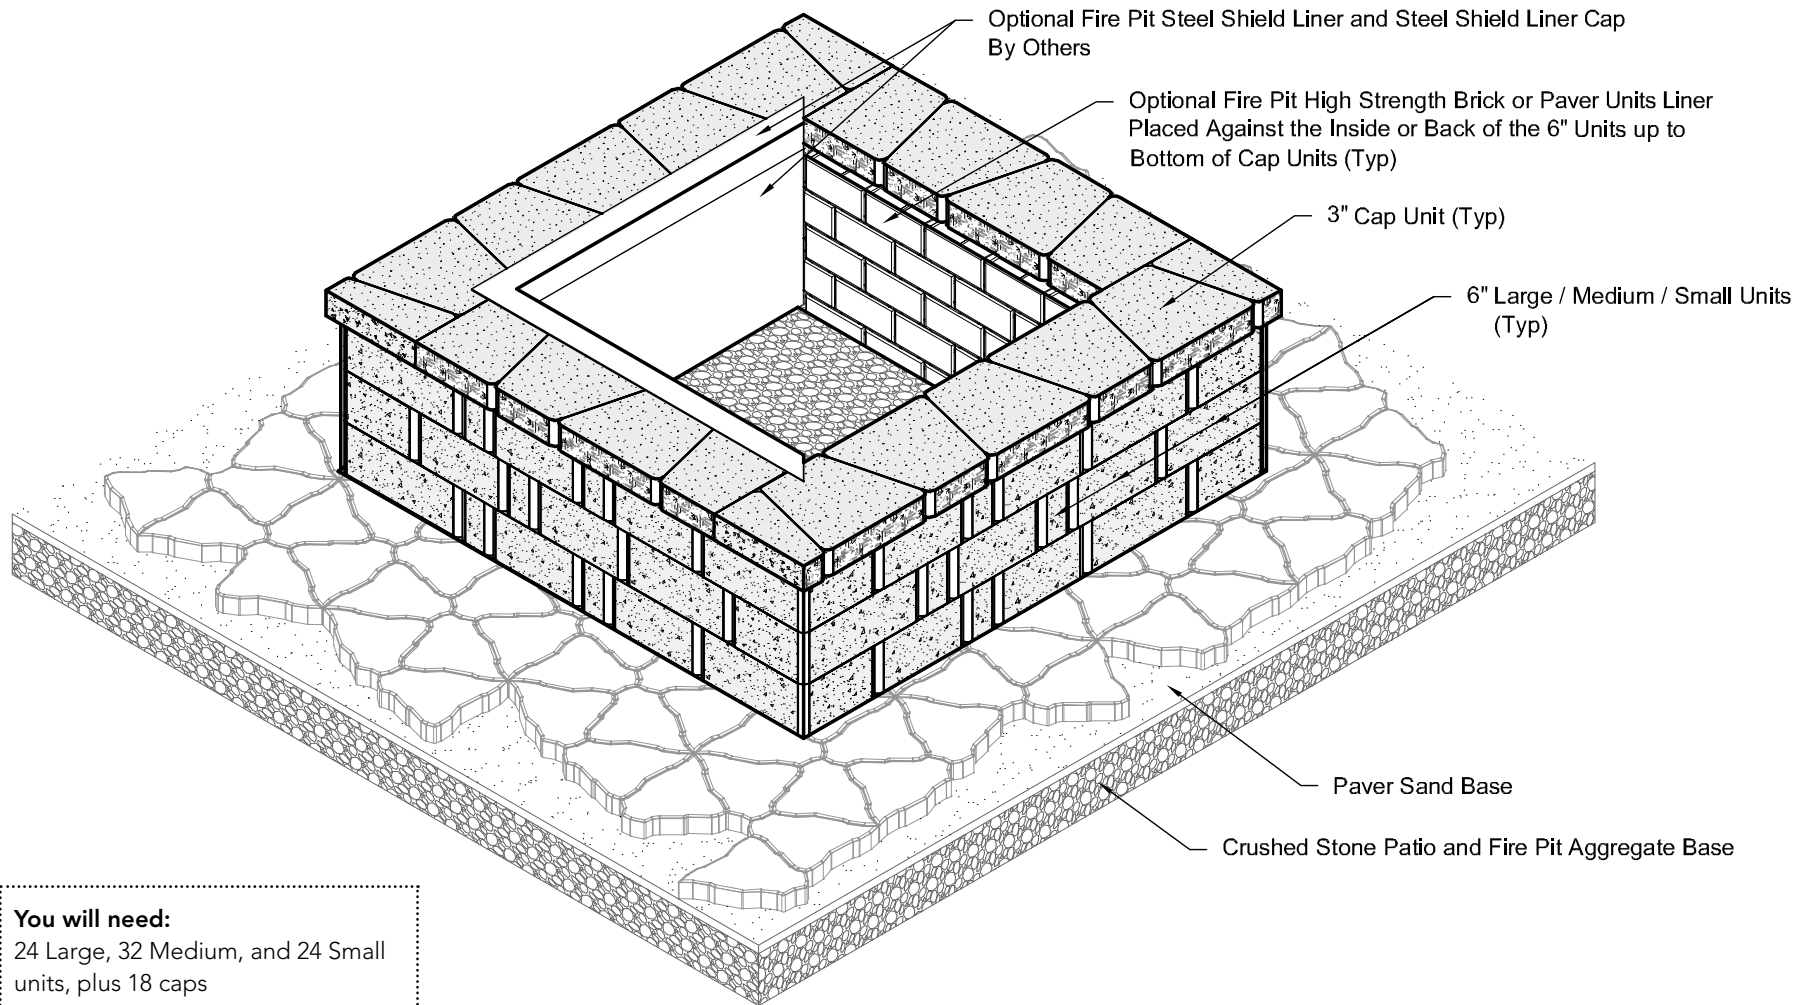 Optional Fire Pit Steel Shield Liner and Steel Shield Liner Cap
By Others
Optional Fire Pit High Strength Brick or Paver Units Liner
Placed Against the Inside or Back of the 6" Units up to
Bottom of Cap Units (Typ)
3" Cap Unit (Typ)
6" Large / Medium / Small Units
(Typ)
Paver Sand Base
Crushed Stone Patio and Fire Pit Aggregate Base
You will need:
24 Large, 32 Medium, and 24 Small
units, plus 18 caps